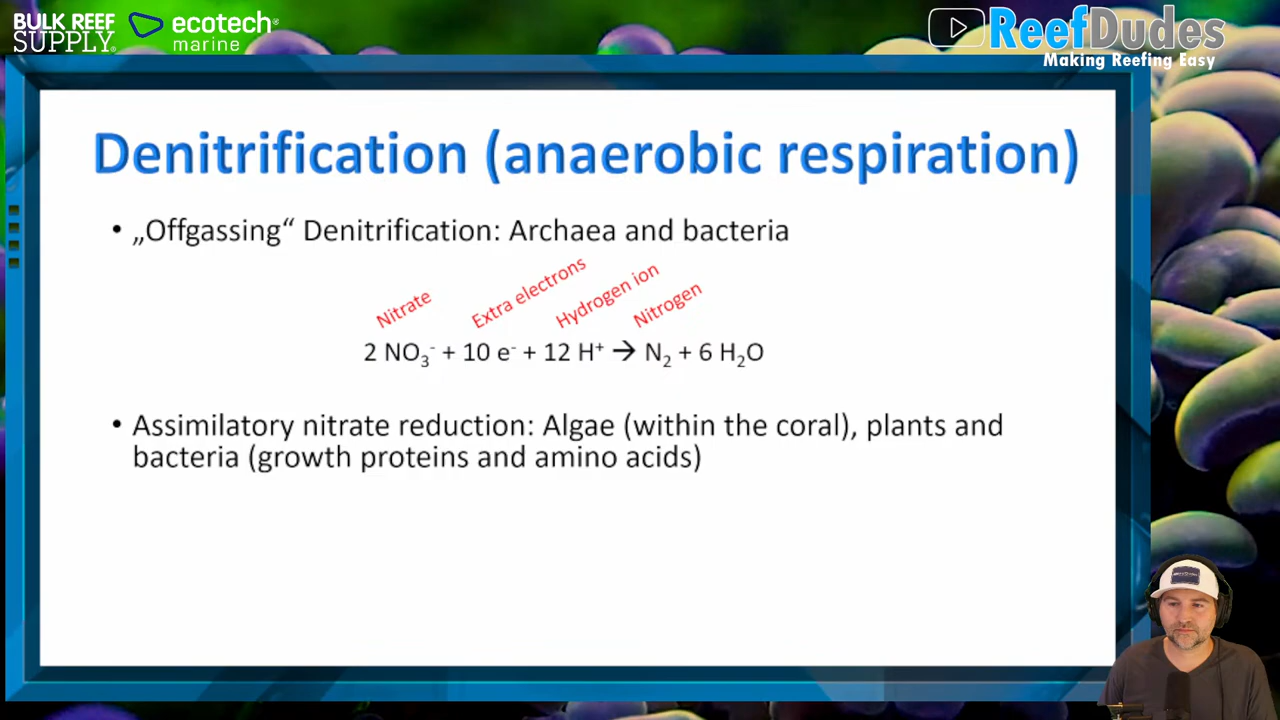 BULK REEF
SUPPLY®
ecotech®
marine
ReefDudes
Making Reefing Easy
Denitrification (anaerobic respiration)
• „Offgassing“ Denitrification: Archaea and bacteria
Nitrate Extra electrons Hydrogen ion Nitrogen
2 NO₃⁻ + 10 e⁻ + 12 H⁺ → N₂ + 6 H₂O
• Assimilatory nitrate reduction: Algae (within the coral), plants and
bacteria (growth proteins and amino acids)